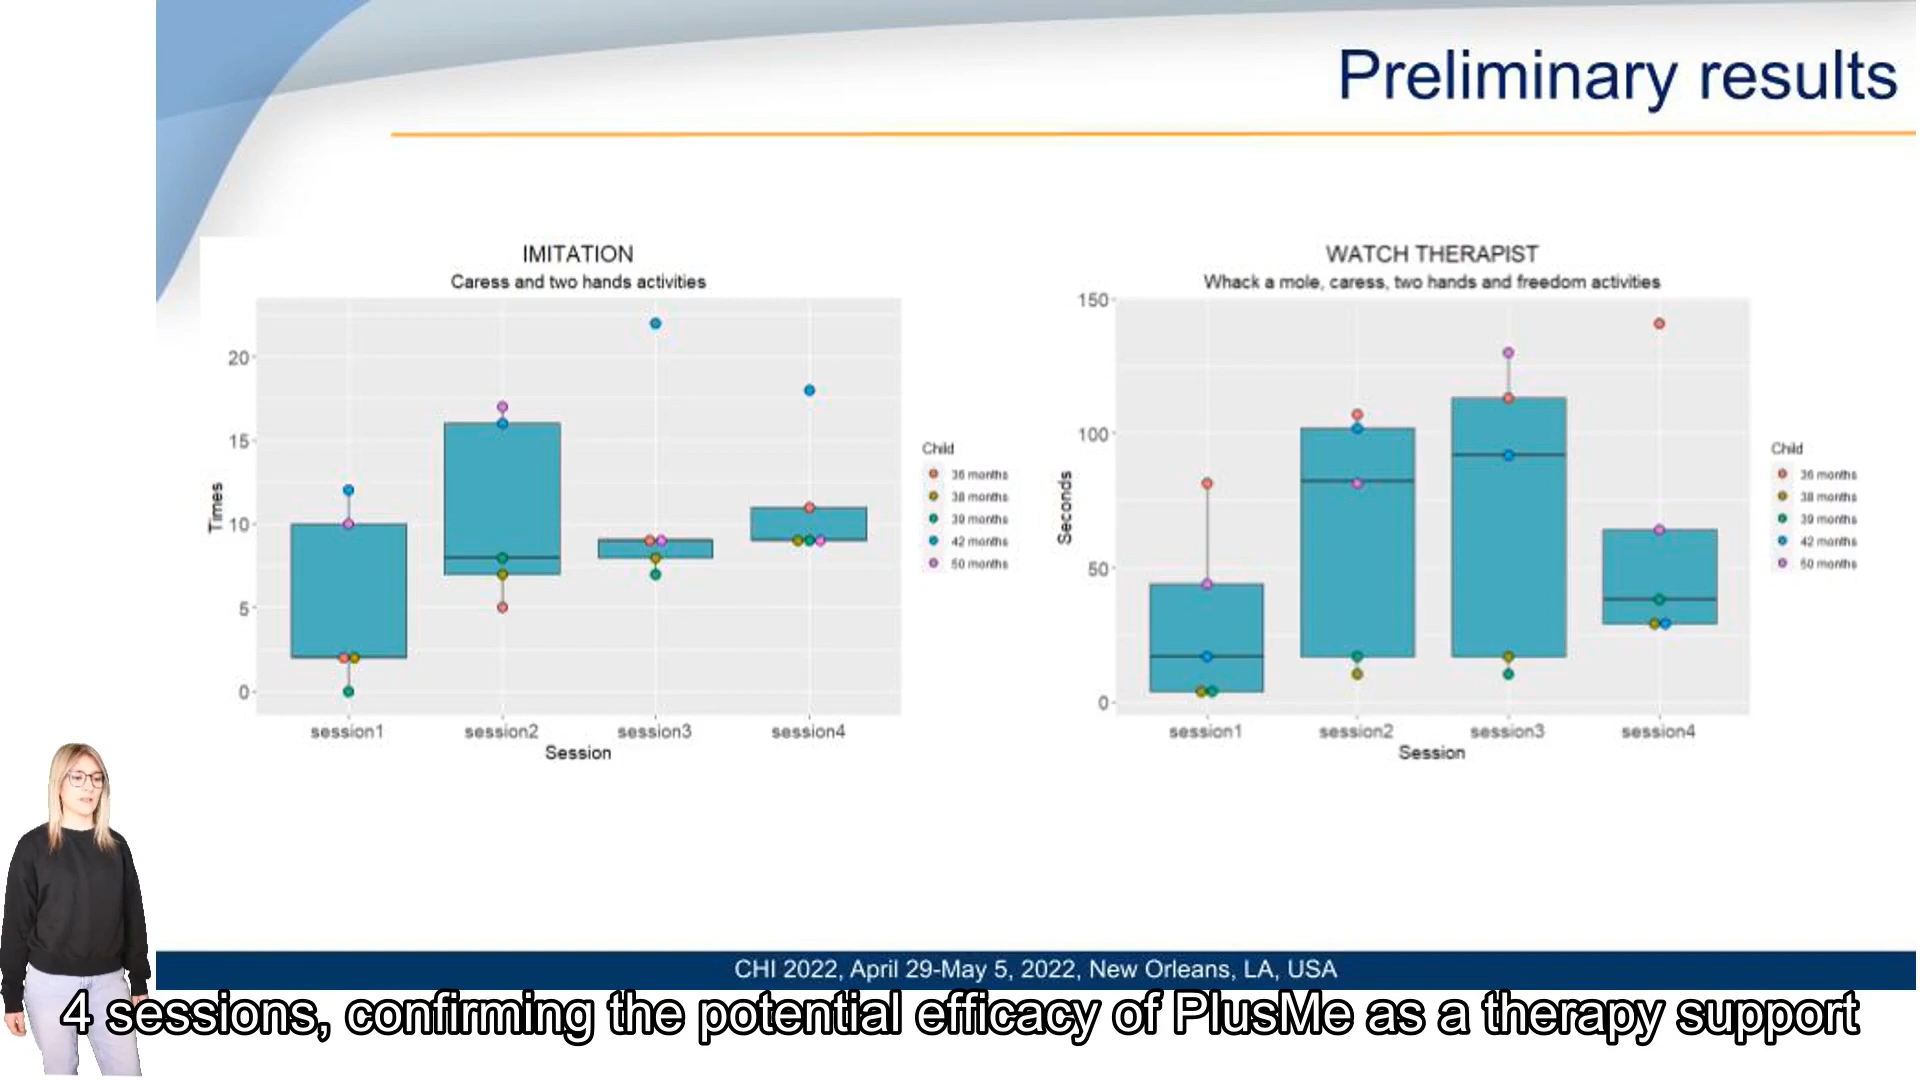 Preliminary results
IMITATION
Caress and two hands activities
20
15
10
5
0
Times
session1
session2
session3
session4
Session
Child
36 months
38 months
39 months
42 months
50 months
WATCH THERAPIST
Whack a mole, caress, two hands and freedom activities
150
100
50
0
Seconds
session1
session2
session3
session4
Session
Child
36 months
38 months
39 months
42 months
50 months
CHI 2022, April 29-May 5, 2022, New Orleans, LA, USA
4 sessions, confirming the potential efficacy of PlusMe as a therapy support